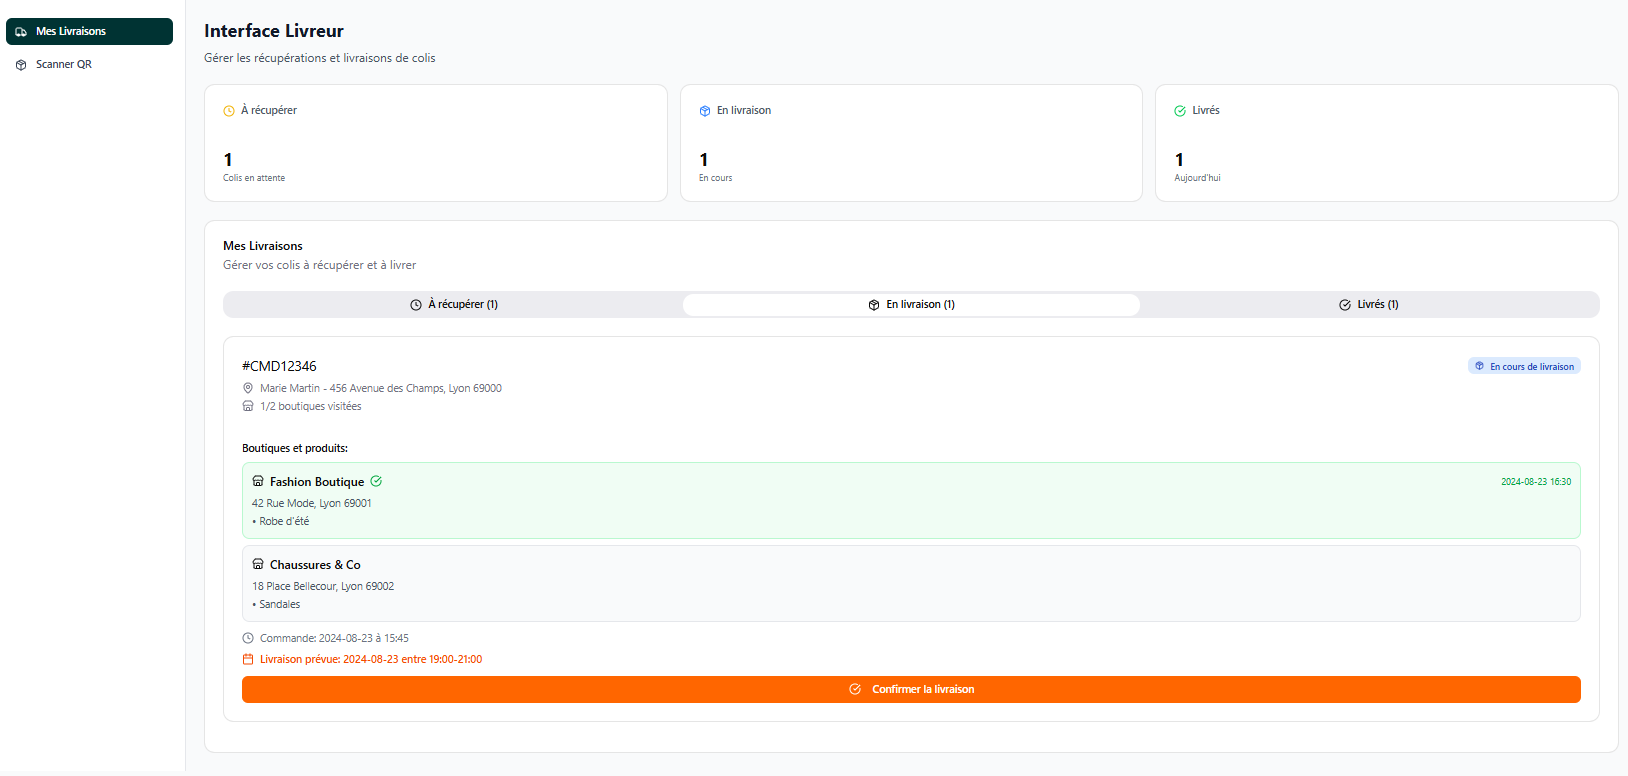 Mes Livraisons
Scanner QR
Interface Livreur
Gérer les récupérations et livraisons de colis
À récupérer
1
Colis en attente
En livraison
1
En cours
Livrés
1
Aujourd'hui
Mes Livraisons
Gérer vos colis à récupérer et à livrer
À récupérer (1)
En livraison (1)
Livrés (1)
#CMD12346
En cours de livraison
Marie Martin - 456 Avenue des Champs, Lyon 69000
1/2 boutiques visitées
Boutiques et produits:
Fashion Boutique
2024-08-23 16:30
42 Rue Mode, Lyon 69001
• Robe d'été
Chaussures & Co
18 Place Bellecour, Lyon 69002
• Sandales
Commande: 2024-08-23 à 15:45
Livraison prévue: 2024-08-23 entre 19:00-21:00
Confirmer la livraison